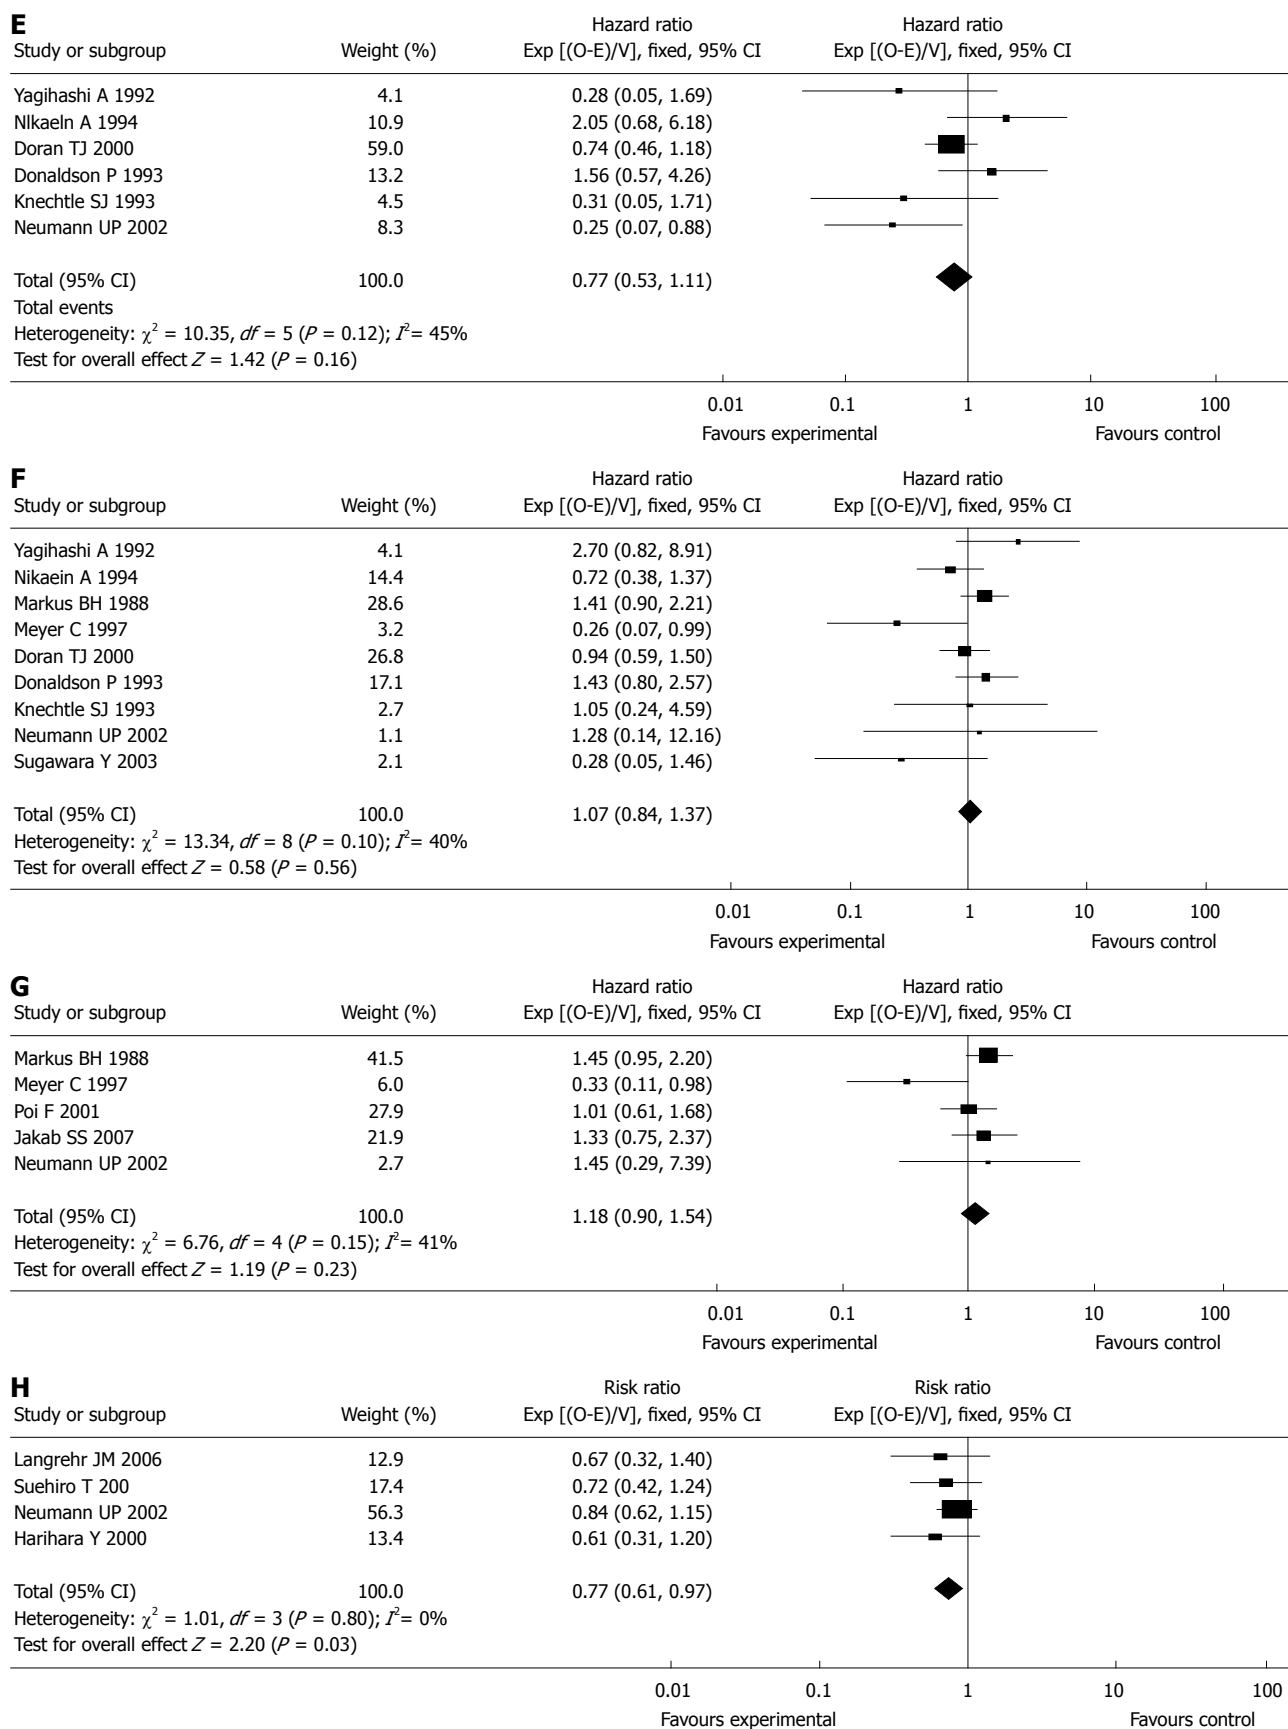 E
Hazard ratio Hazard ratio
Study or subgroup Weight (%) Exp [(O-E)/V], fixed, 95% CI Exp [(O-E)/V], fixed, 95% CI
Yagihashi A 1992 4.1 0.28 (0.05, 1.69)
Nlkaeln A 1994 10.9 2.05 (0.68, 6.18)
Doran TJ 2000 59.0 0.74 (0.46, 1.18)
Donaldson P 1993 13.2 1.56 (0.57, 4.26)
Knechtle SJ 1993 4.5 0.31 (0.05, 1.71)
Neumann UP 2002 8.3 0.25 (0.07, 0.88)
Total (95% CI) 100.0 0.77 (0.53, 1.11)
Total events
Heterogeneity: χ² = 10.35, df = 5 (P = 0.12); I² = 45%
Test for overall effect Z = 1.42 (P = 0.16)
0.01 0.1 1 10 100
Favours experimental Favours control
F
Hazard ratio Hazard ratio
Study or subgroup Weight (%) Exp [(O-E)/V], fixed, 95% CI Exp [(O-E)/V], fixed, 95% CI
Yagihashi A 1992 4.1 2.70 (0.82, 8.91)
Nikaein A 1994 14.4 0.72 (0.38, 1.37)
Markus BH 1988 28.6 1.41 (0.90, 2.21)
Meyer C 1997 3.2 0.26 (0.07, 0.99)
Doran TJ 2000 26.8 0.94 (0.59, 1.50)
Donaldson P 1993 17.1 1.43 (0.80, 2.57)
Knechtle SJ 1993 2.7 1.05 (0.24, 4.59)
Neumann UP 2002 1.1 1.28 (0.14, 12.16)
Sugawara Y 2003 2.1 0.28 (0.05, 1.46)
Total (95% CI) 100.0 1.07 (0.84, 1.37)
Heterogeneity: χ² = 13.34, df = 8 (P = 0.10); I² = 40%
Test for overall effect Z = 0.58 (P = 0.56)
0.01 0.1 1 10 100
Favours experimental Favours control
G
Hazard ratio Hazard ratio
Study or subgroup Weight (%) Exp [(O-E)/V], fixed, 95% CI Exp [(O-E)/V], fixed, 95% CI
Markus BH 1988 41.5 1.45 (0.95, 2.20)
Meyer C 1997 6.0 0.33 (0.11, 0.98)
Poi F 2001 27.9 1.01 (0.61, 1.68)
Jakab SS 2007 21.9 1.33 (0.75, 2.37)
Neumann UP 2002 2.7 1.45 (0.29, 7.39)
Total (95% CI) 100.0 1.18 (0.90, 1.54)
Heterogeneity: χ² = 6.76, df = 4 (P = 0.15); I² = 41%
Test for overall effect Z = 1.19 (P = 0.23)
0.01 0.1 1 10 100
Favours experimental Favours control
H
Risk ratio Risk ratio
Study or subgroup Weight (%) Exp [(O-E)/V], fixed, 95% CI Exp [(O-E)/V], fixed, 95% CI
Langrehr JM 2006 12.9 0.67 (0.32, 1.40)
Suehiro T 200 17.4 0.72 (0.42, 1.24)
Neumann UP 2002 56.3 0.84 (0.62, 1.15)
Harihara Y 2000 13.4 0.61 (0.31, 1.20)
Total (95% CI) 100.0 0.77 (0.61, 0.97)
Heterogeneity: χ² = 1.01, df = 3 (P = 0.80); I² = 0%
Test for overall effect Z = 2.20 (P = 0.03)
0.01 0.1 1 10 100
Favours experimental Favours control